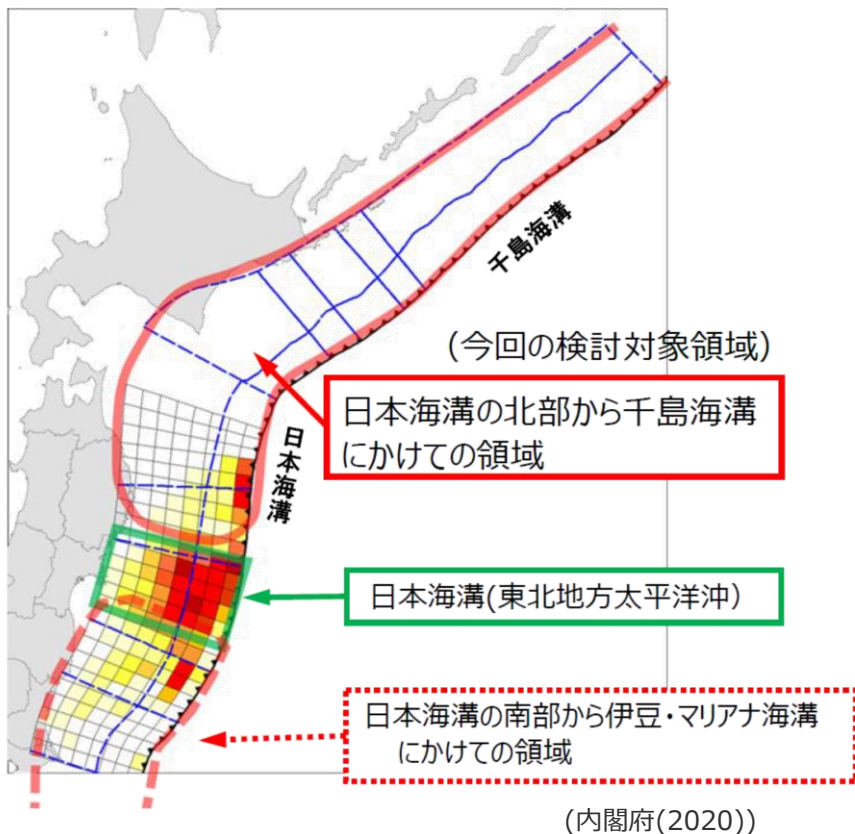 千島海溝
(今回の検討対象領域)
日本海溝の北部から千島海溝
にかけての領域
日本海溝
日本海溝(東北地方太平洋沖)
日本海溝の南部から伊豆・マリアナ海溝
にかけての領域
(内閣府(2020))